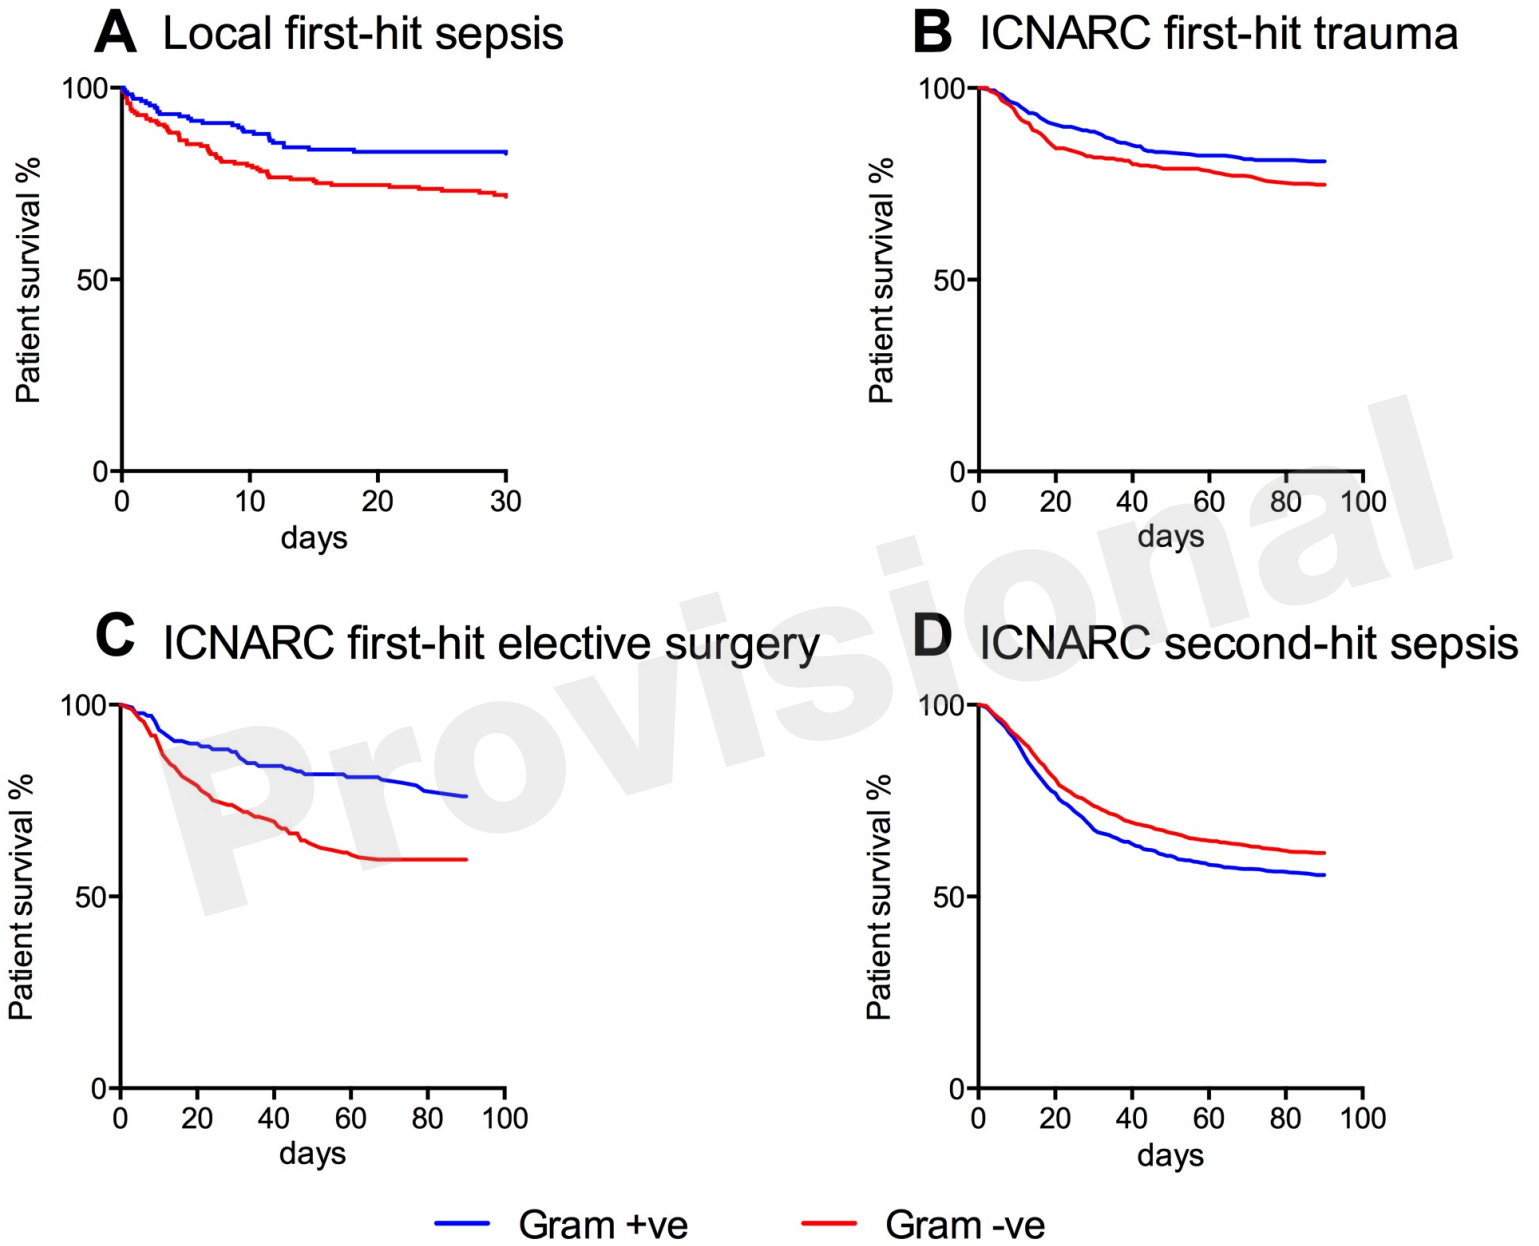 A Local first-hit sepsis
100
50
0
0 10 20 30
Patient survival %
days
B ICNARC first-hit trauma
100
50
0
0 20 40 60 80 100
Patient survival %
days
C ICNARC first-hit elective surgery
100
50
0
0 20 40 60 80 100
Patient survival %
days
D ICNARC second-hit sepsis
100
50
0
0 20 40 60 80 100
Patient survival %
days
Gram +ve Gram -ve
Provisional